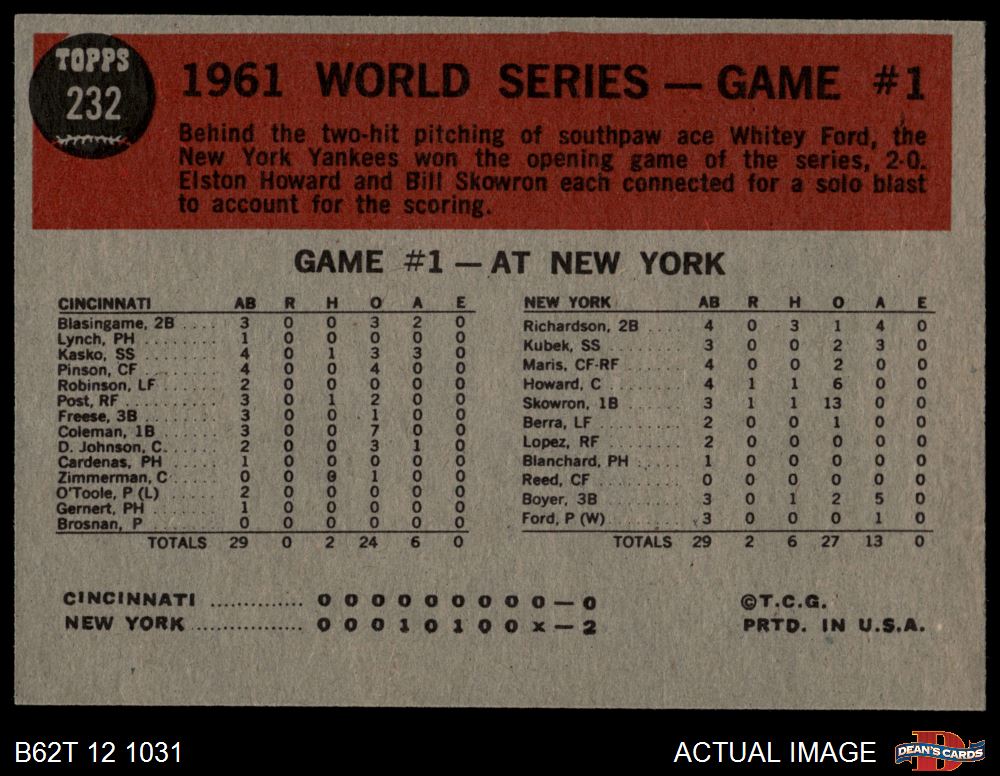 TOPPS
232
1961 WORLD SERIES — GAME #1
Behind the two-hit pitching of southpaw ace Whitey Ford, the
New York Yankees won the opening game of the series, 2-0.
Elston Howard and Bill Skowron each connected for a solo blast
to account for the scoring.
GAME #1 — AT NEW YORK
CINCINNATI AB R H O A E
Blasingame, 2B .... 3 0 0 3 2 0
Lynch, PH ........ 1 0 0 0 0 0
Kasko, SS ........ 4 0 1 3 3 0
Pinson, CF ....... 4 0 0 4 0 0
Robinson, LF ...... 2 0 0 0 0 0
Post, RF ......... 3 0 1 2 0 0
Freese, 3B ....... 3 0 0 1 0 0
Coleman, 1B ...... 3 0 0 7 0 0
D. Johnson, C. .... 2 0 0 3 1 0
Cardenas, PH ..... 1 0 0 0 0 0
Zimmerman, C ..... 0 0 0 1 0 0
O'Toole, P (L) ..... 2 0 0 0 0 0
Gernert, PH ...... 1 0 0 0 0 0
Brosnan, P ....... 0 0 0 0 0 0
TOTALS 29 0 2 24 6 0
NEW YORK AB R H O A E
Richardson, 2B .... 4 0 3 1 4 0
Kubek, SS ........ 3 0 0 2 3 0
Maris, CF-RF ..... 4 0 0 2 0 0
Howard, C ....... 4 1 1 6 0 0
Skowron, 1B ...... 3 1 1 13 0 0
Berra, LF ........ 2 0 0 1 0 0
Lopez, RF ........ 2 0 0 0 0 0
Blanchard, PH .... 1 0 0 0 0 0
Reed, CF ........ 0 0 0 0 0 0
Boyer, 3B ........ 3 0 1 2 5 0
Ford, P (W) ...... 3 0 0 0 1 0
TOTALS 29 2 6 27 13 0
CINCINNATI ............. 0 0 0 0 0 0 0 0 0 — 0
NEW YORK ............... 0 0 0 1 0 1 0 0 x — 2
©T.C.G.
PRTD. IN U.S.A.
B62T 12 1031
ACTUAL IMAGE
D
DEAN'S CARDS